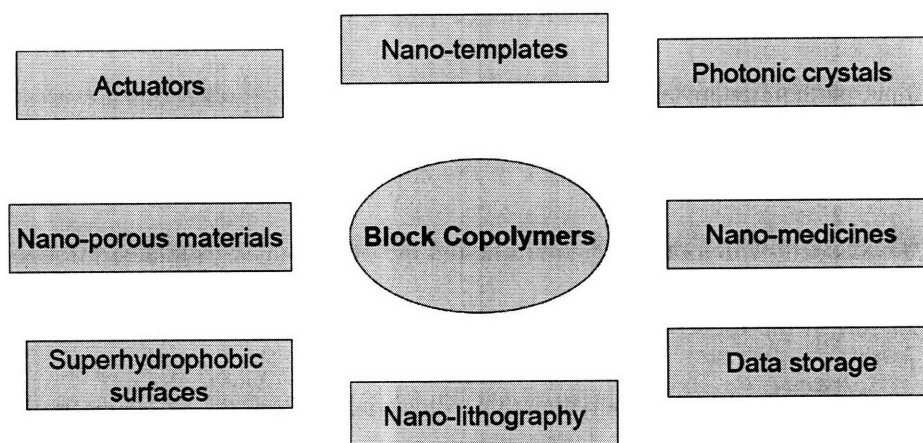 Nano-templates
Actuators
Photonic crystals
Nano-porous materials
Block Copolymers
Nano-medicines
Superhydrophobic
surfaces
Data storage
Nano-lithography